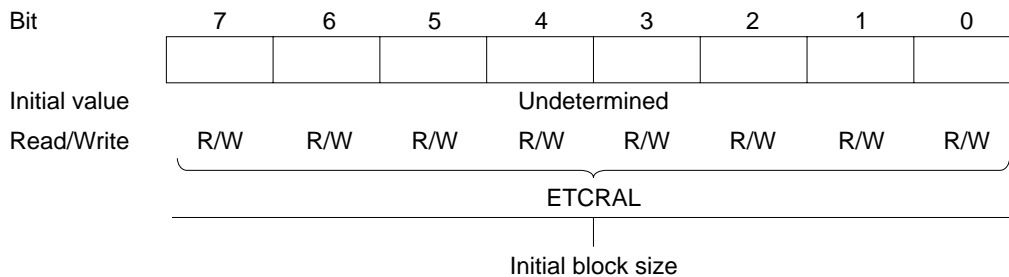 Bit 7 6 5 4 3 2 1 0
Initial value Undetermined
Read/Write R/W R/W R/W R/W R/W R/W R/W R/W
ETCRAL
Initial block size